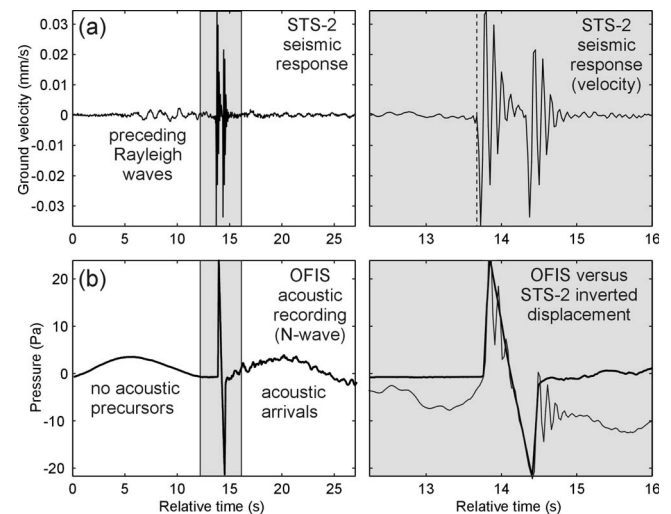 (a)
STS-2
seismic
response
preceding
Rayleigh
waves
Ground velocity (mm/s)
0.03
0.02
0.01
0
-0.01
-0.02
-0.03
0 5 10 15 20 25
STS-2
seismic
response
(velocity)
13 14 15 16
(b)
OFIS
acoustic
recording
(N-wave)
no acoustic
precursors
acoustic
arrivals
Pressure (Pa)
20
10
0
-10
-20
0 5 10 15 20 25
Relative time (s)
OFIS versus
STS-2 inverted
displacement
13 14 15 16
Relative time (s)